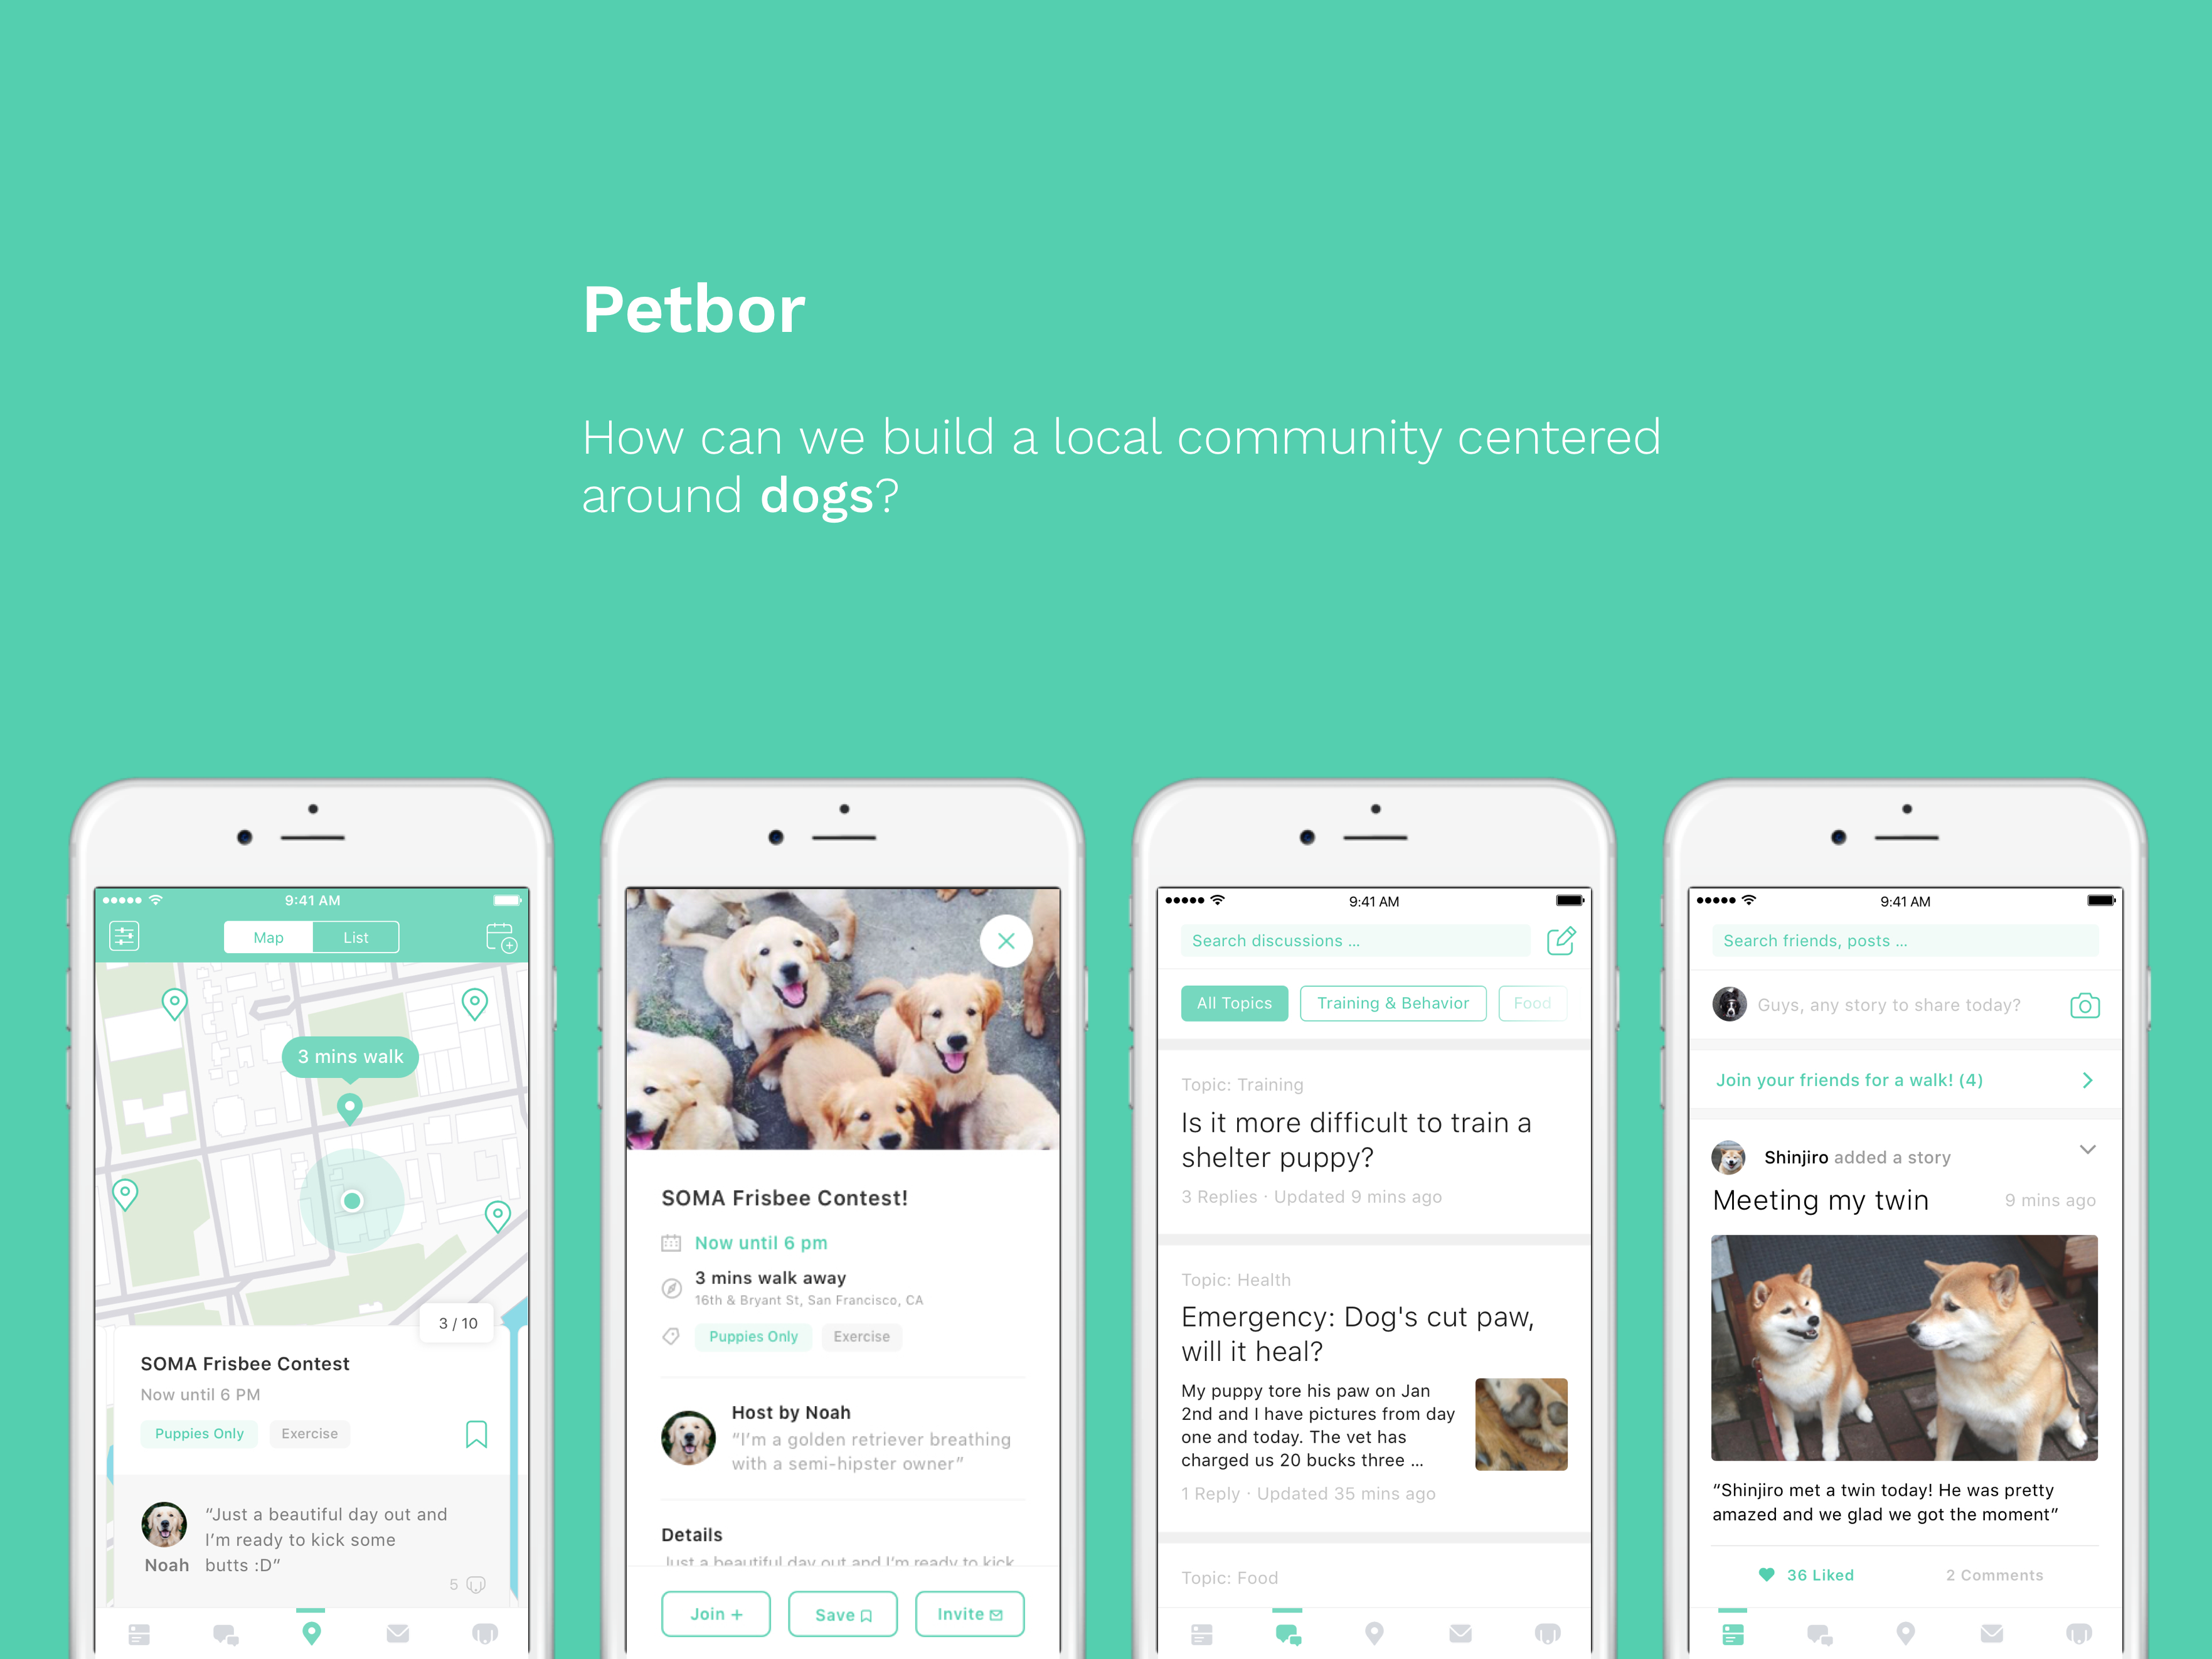 Petbor
How can we build a local community centered
around dogs?
9:41 AM
Map
List
3 mins walk
3 / 10
SOMA Frisbee Contest
Now until 6 PM
Puppies Only
Exercise
“Just a beautiful day out and
I’m ready to kick some
butts :D”
Noah
5
SOMA Frisbee Contest!
Now until 6 pm
3 mins walk away
16th & Bryant St, San Francisco, CA
Puppies Only
Exercise
Host by Noah
“I’m a golden retriever breathing
with a semi-hipster owner”
Details
Just a beautiful day out and I’m ready to kick
Join +
Save
Invite
9:41 AM
Search discussions ...
All Topics
Training & Behavior
Food
Topic: Training
Is it more difficult to train a
shelter puppy?
3 Replies · Updated 9 mins ago
Topic: Health
Emergency: Dog's cut paw,
will it heal?
My puppy tore his paw on Jan
2nd and I have pictures from day
one and today. The vet has
charged us 20 bucks three ...
1 Reply · Updated 35 mins ago
Topic: Food
9:41 AM
Search friends, posts ...
Guys, any story to share today?
Join your friends for a walk! (4)
Shinjiro added a story
Meeting my twin
9 mins ago
“Shinjiro met a twin today! He was pretty
amazed and we glad we got the moment”
36 Liked
2 Comments